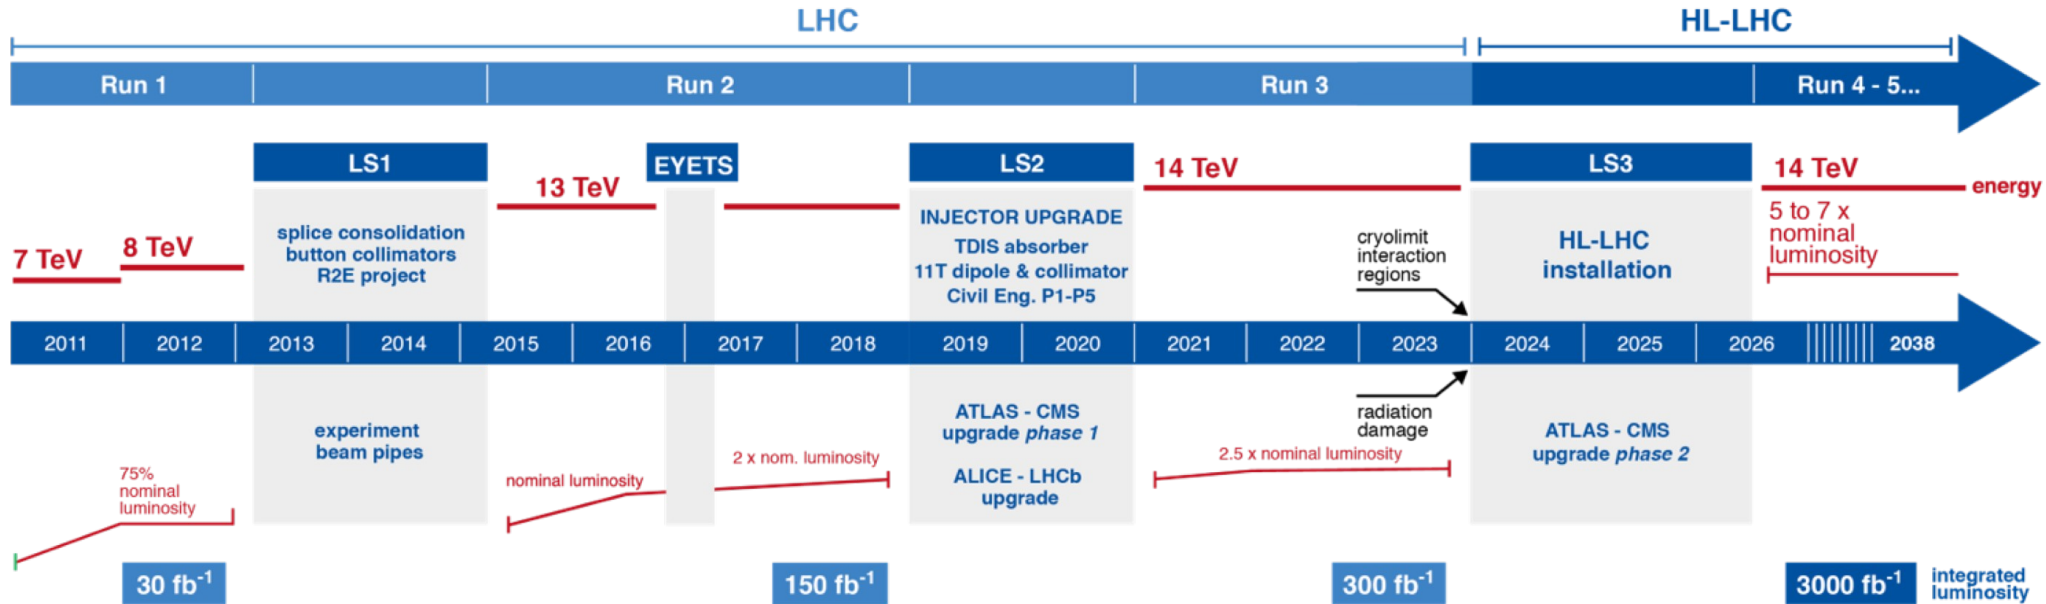 LHC
HL-LHC
Run 1
Run 2
Run 3
Run 4 - 5...
LS1
EYETS
LS2
LS3
7 TeV
8 TeV
13 TeV
14 TeV
14 TeV
energy
splice consolidation
button collimators
R2E project
INJECTOR UPGRADE
TDIS absorber
11T dipole & collimator
Civil Eng. P1-P5
cryolimit
interaction
regions
HL-LHC
installation
5 to 7 x
nominal
luminosity
2011
2012
2013
2014
2015
2016
2017
2018
2019
2020
2021
2022
2023
2024
2025
2026
2038
75%
nominal
luminosity
experiment
beam pipes
nominal luminosity
2 x nom. luminosity
ATLAS - CMS
upgrade phase 1
ALICE - LHCb
upgrade
radiation
damage
2.5 x nominal luminosity
ATLAS - CMS
upgrade phase 2
30 fb⁻¹
150 fb⁻¹
300 fb⁻¹
3000 fb⁻¹
integrated
luminosity